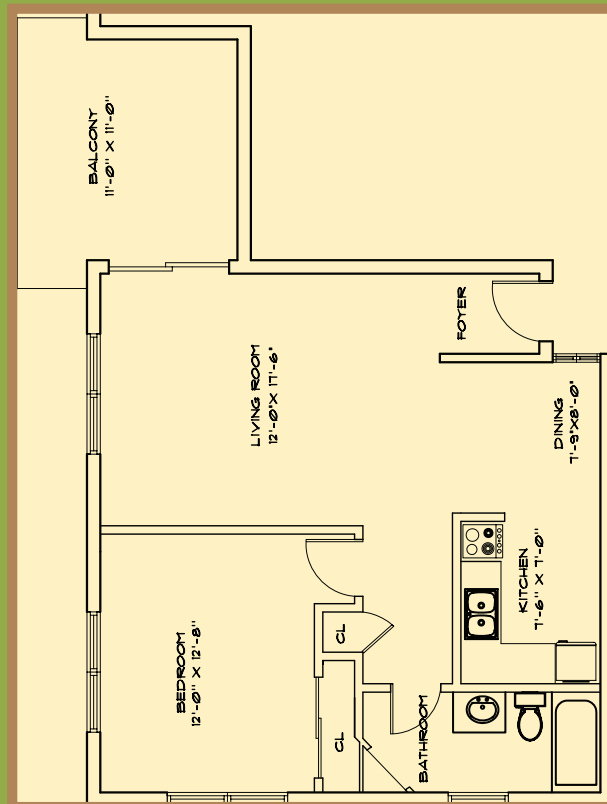 BALCONY
11'-0" X 11'-0"
FOYER
LIVING ROOM
12'-0"X 17'-6"
DINING
7'-9"X8'-0"
KITCHEN
7'-6" X 7'-0"
CL
BEDROOM
12'-0" X 12'-8"
CL
BATHROOM